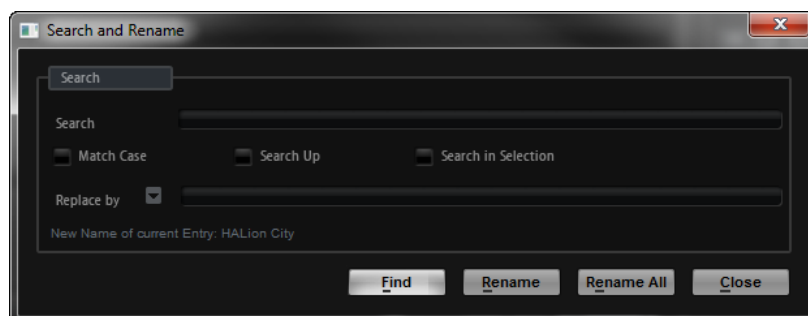 Search and Rename
Search
Search
Match Case Search Up Search in Selection
Replace by
New Name of current Entry: HALion City
Find Rename Rename All Close